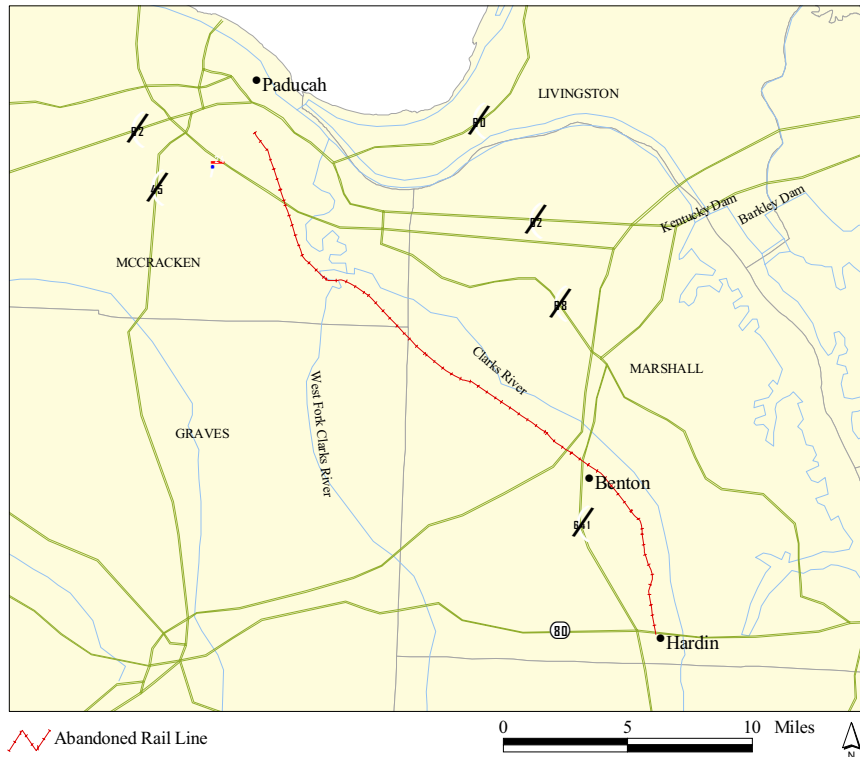 Paducah
LIVINGSTON
62
60
45
62
Kentucky Dam
Barkley Dam
MCCRACKEN
68
Clarks River
MARSHALL
West Fork Clarks River
GRAVES
Benton
641
80
Hardin
Abandoned Rail Line
0 5 10 Miles
N